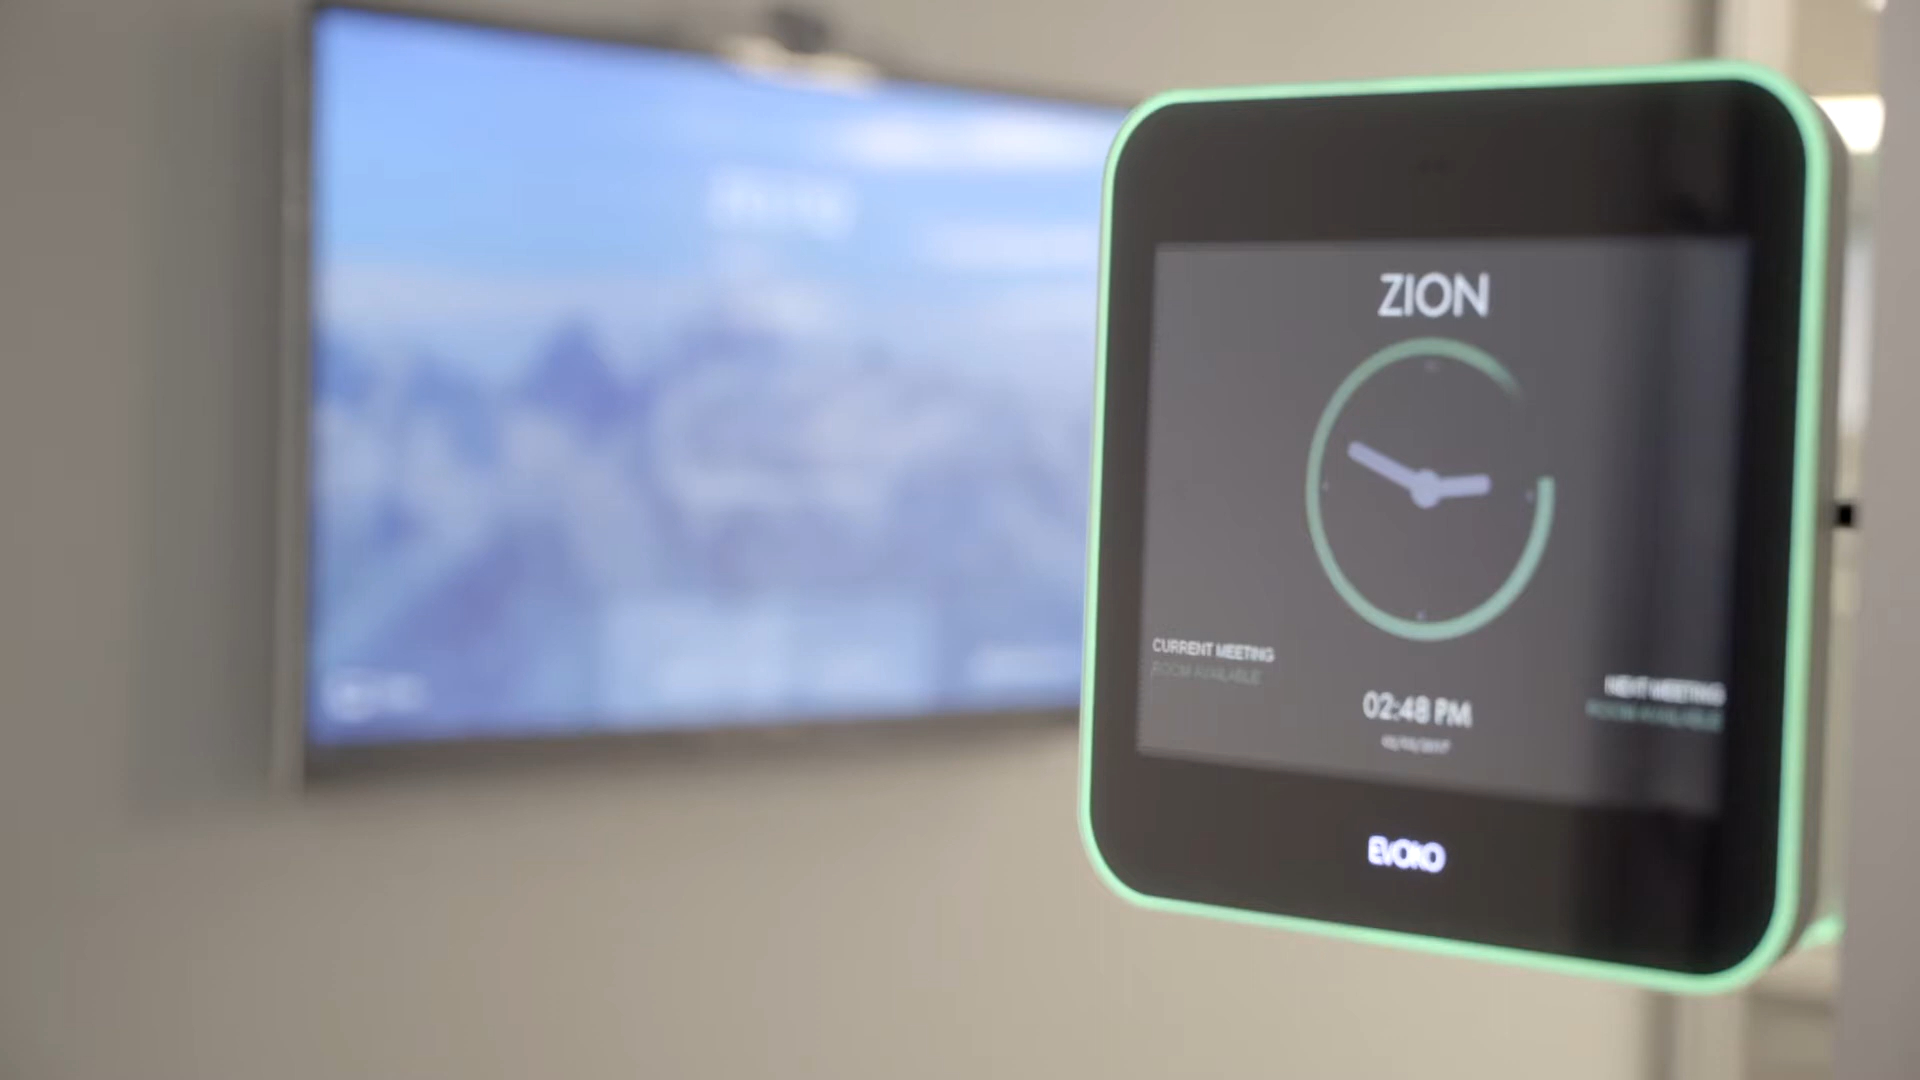 ZION
CURRENT MEETING
ROOM AVAILABLE
NEXT MEETING
ROOM AVAILABLE
02:48 PM
EVOKO